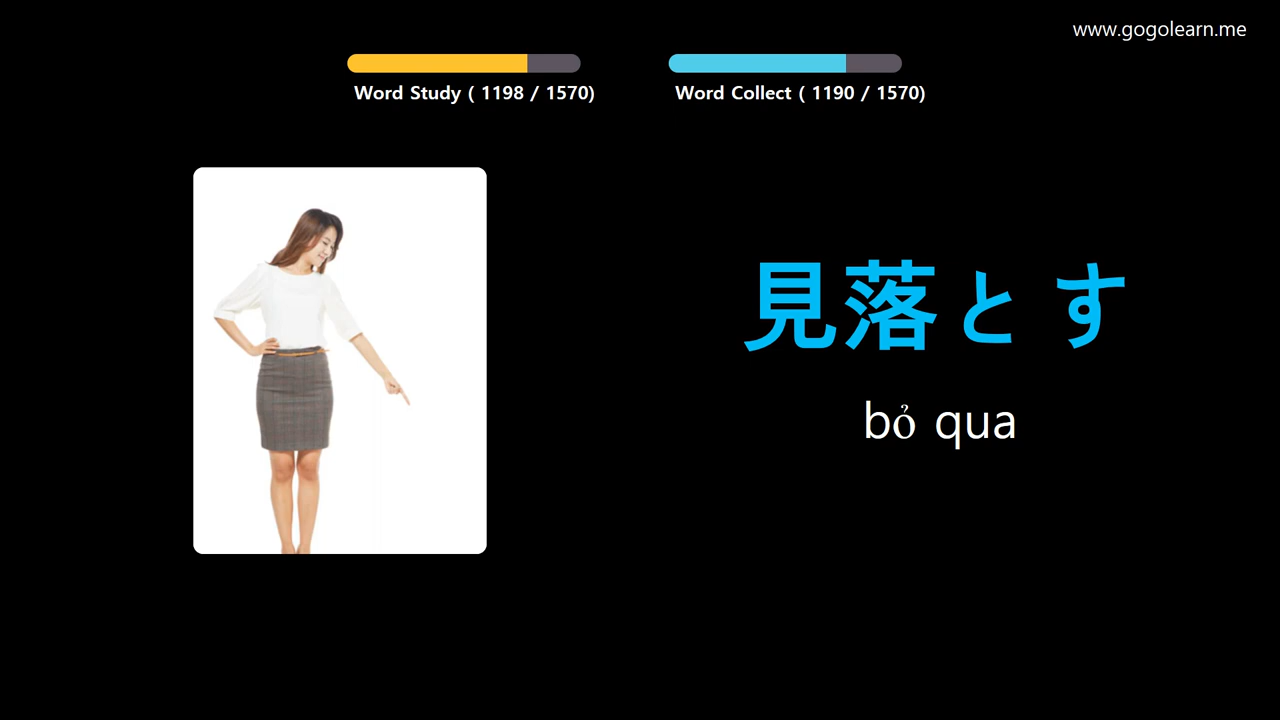 www.gogolearn.me
Word Study ( 1198 / 1570)
Word Collect ( 1190 / 1570)
見落とす
bỏ qua